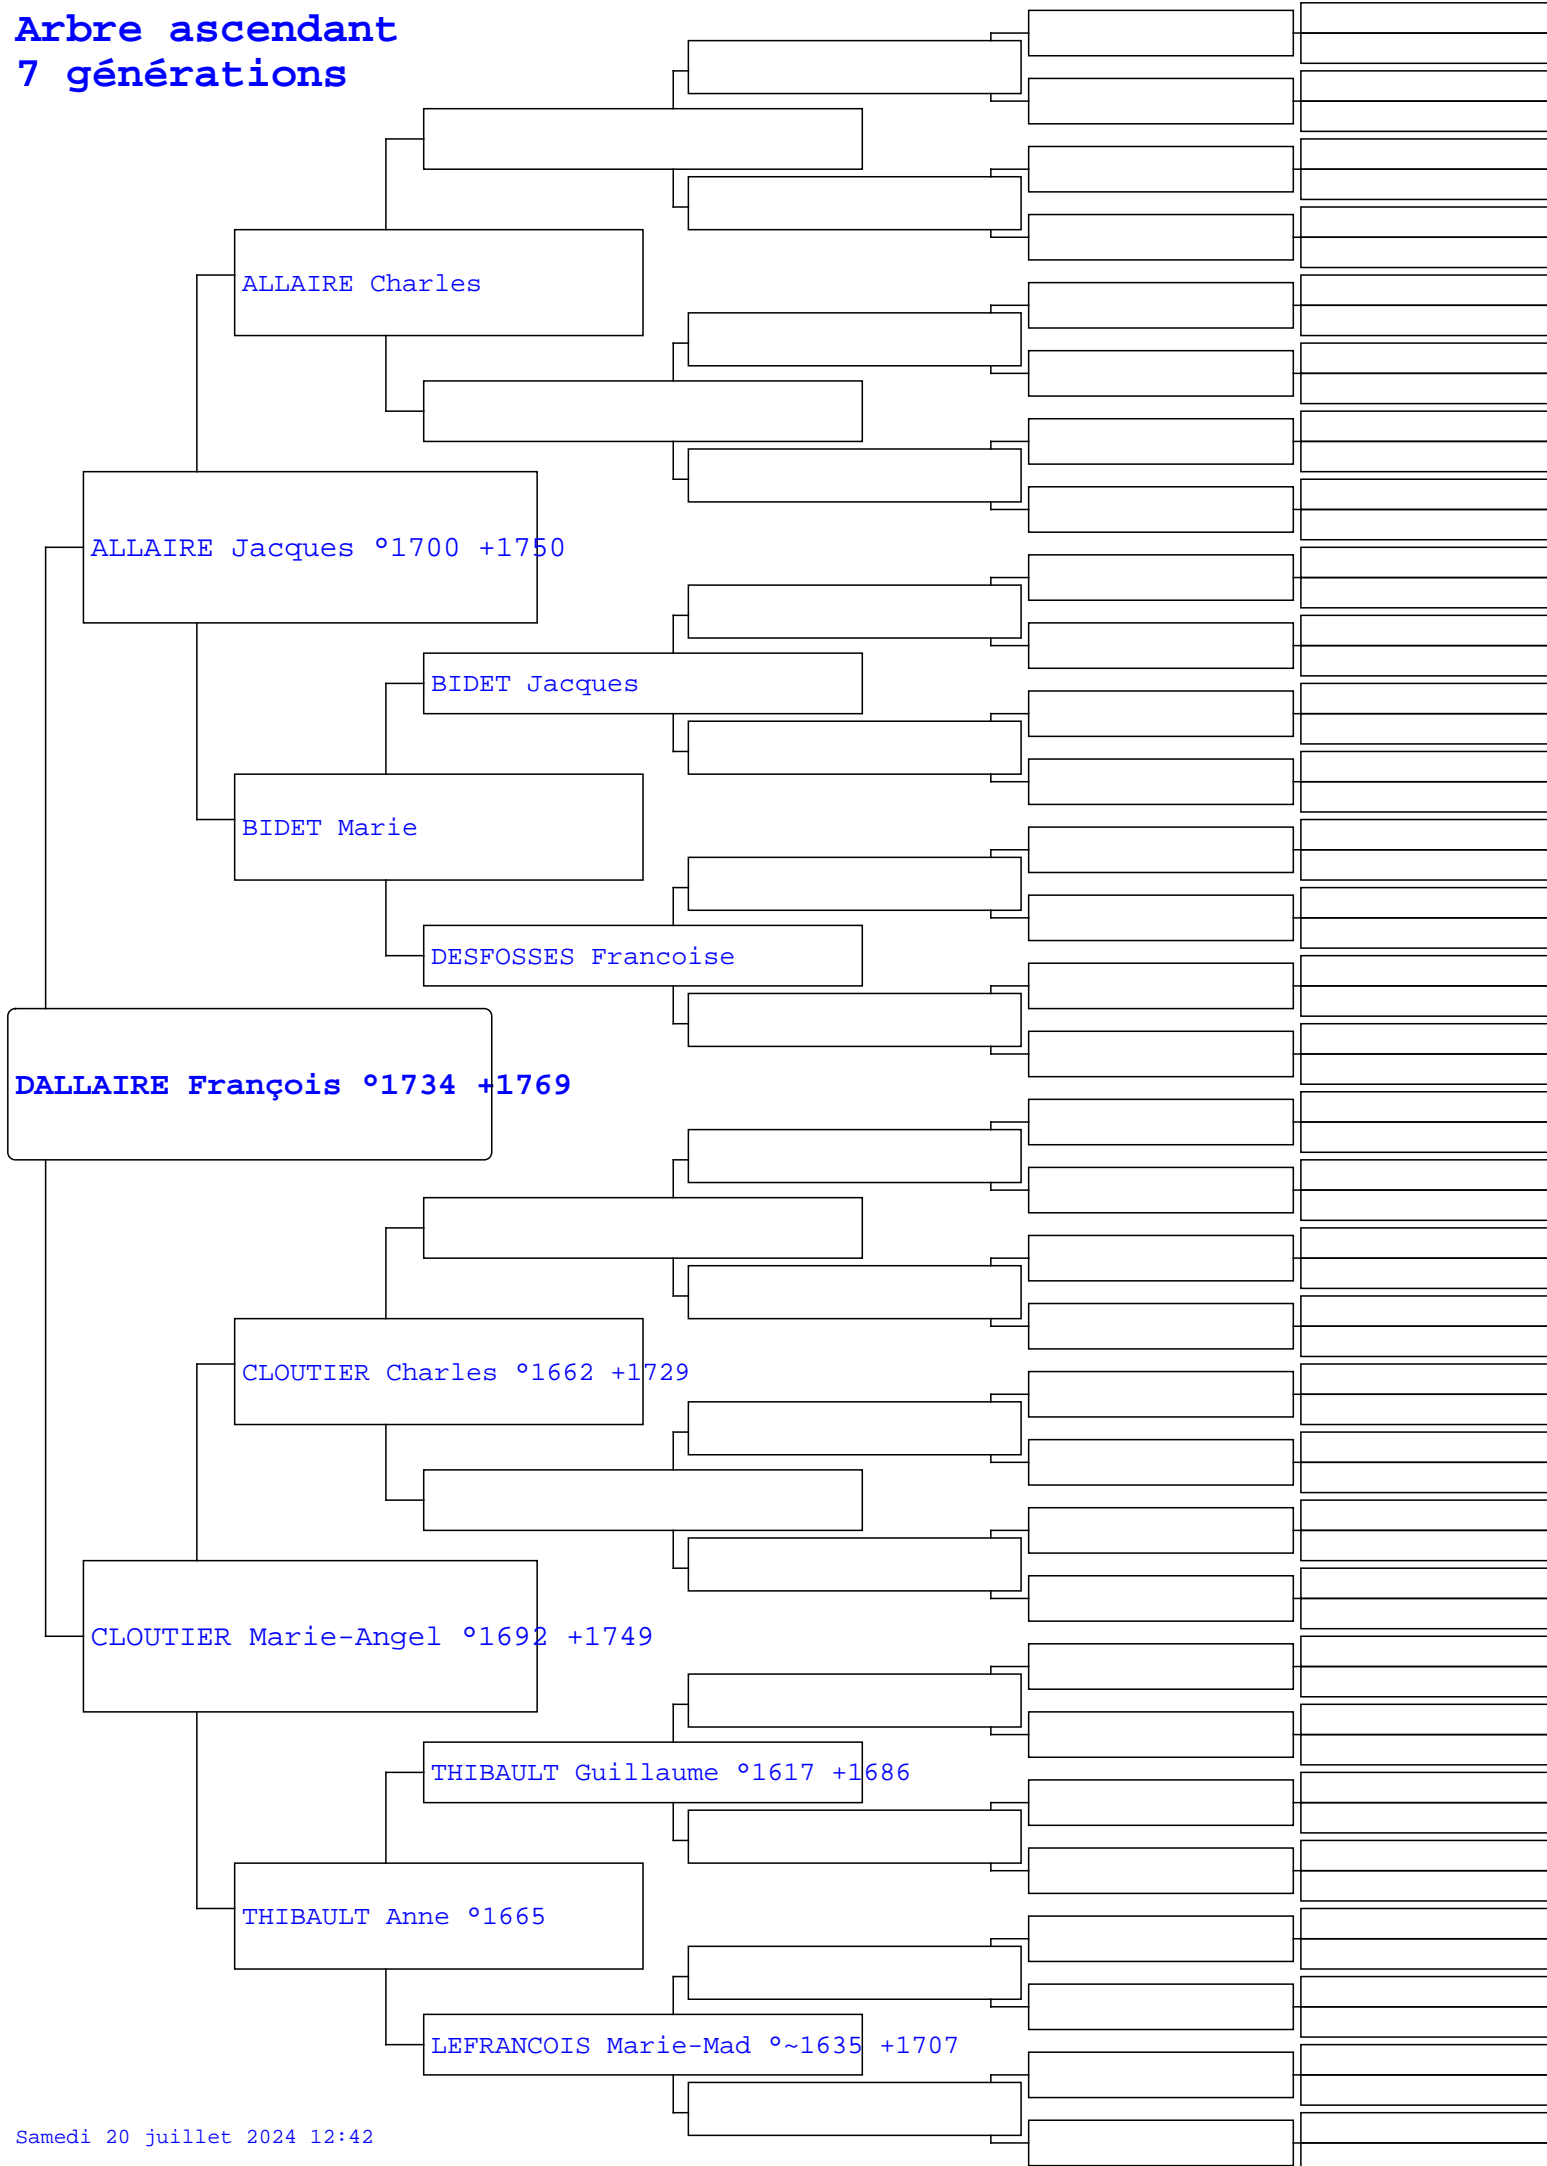 Arbre ascendant
7 générations
ALLAIRE Charles
ALLAIRE Jacques °1700 +1750
BIDET Jacques
BIDET Marie
DESFOSSES Francoise
DALLAIRE François °1734 +1769
CLOUTIER Charles °1662 +1729
CLOUTIER Marie-Angel °1692 +1749
THIBAULT Guillaume °1617 +1686
THIBAULT Anne °1665
LEFRANCOIS Marie-Mad °~1635 +1707
Samedi 20 juillet 2024 12:42